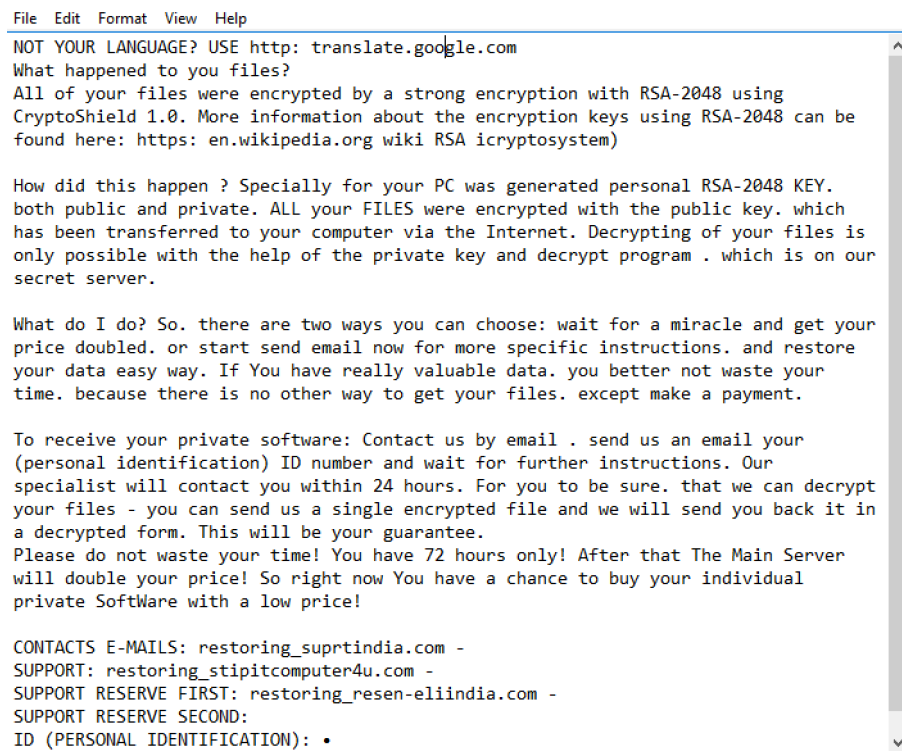 File Edit Format View Help
NOT YOUR LANGUAGE? USE http: translate.google.com
What happened to you files?
All of your files were encrypted by a strong encryption with RSA-2048 using
CryptoShield 1.0. More information about the encryption keys using RSA-2048 can be
found here: https: en.wikipedia.org wiki RSA icryptosystem)
How did this happen ? Specially for your PC was generated personal RSA-2048 KEY.
both public and private. ALL your FILES were encrypted with the public key. which
has been transferred to your computer via the Internet. Decrypting of your files is
only possible with the help of the private key and decrypt program . which is on our
secret server.
What do I do? So. there are two ways you can choose: wait for a miracle and get your
price doubled. or start send email now for more specific instructions. and restore
your data easy way. If You have really valuable data. you better not waste your
time. because there is no other way to get your files. except make a payment.
To receive your private software: Contact us by email . send us an email your
(personal identification) ID number and wait for further instructions. Our
specialist will contact you within 24 hours. For you to be sure. that we can decrypt
your files - you can send us a single encrypted file and we will send you back it in
a decrypted form. This will be your guarantee.
Please do not waste your time! You have 72 hours only! After that The Main Server
will double your price! So right now You have a chance to buy your individual
private SoftWare with a low price!
CONTACTS E-MAILS: restoring_suprtindia.com -
SUPPORT: restoring_stipitcomputer4u.com -
SUPPORT RESERVE FIRST: restoring_resen-eliindia.com -
SUPPORT RESERVE SECOND:
ID (PERSONAL IDENTIFICATION): •